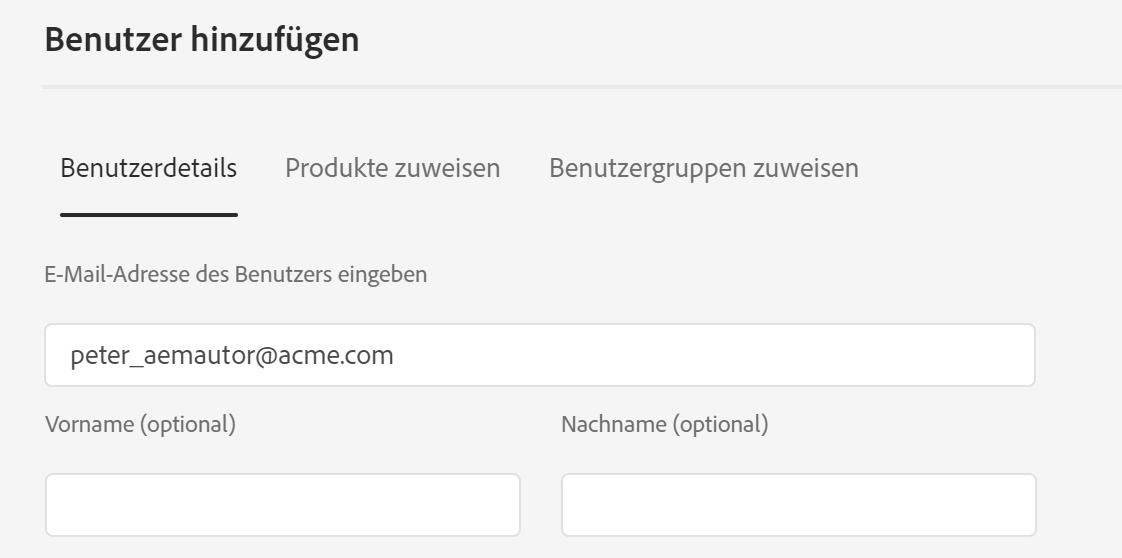 Benutzer hinzufügen
Benutzerdetails Produkte zuweisen Benutzergruppen zuweisen
E-Mail-Adresse des Benutzers eingeben
peter_aemautor@acme.com
Vorname (optional) Nachname (optional)